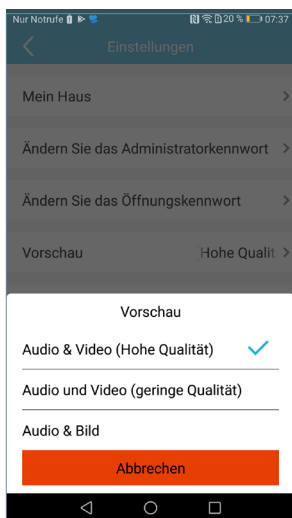 Nur Notrufe 20 % 07:37
Einstellungen
Mein Haus
Ändern Sie das Administratorkennwort
Ändern Sie das Öffnungskennwort
Vorschau Hohe Qualit
Vorschau
Audio & Video (Hohe Qualität)
Audio und Video (geringe Qualität)
Audio & Bild
Abbrechen